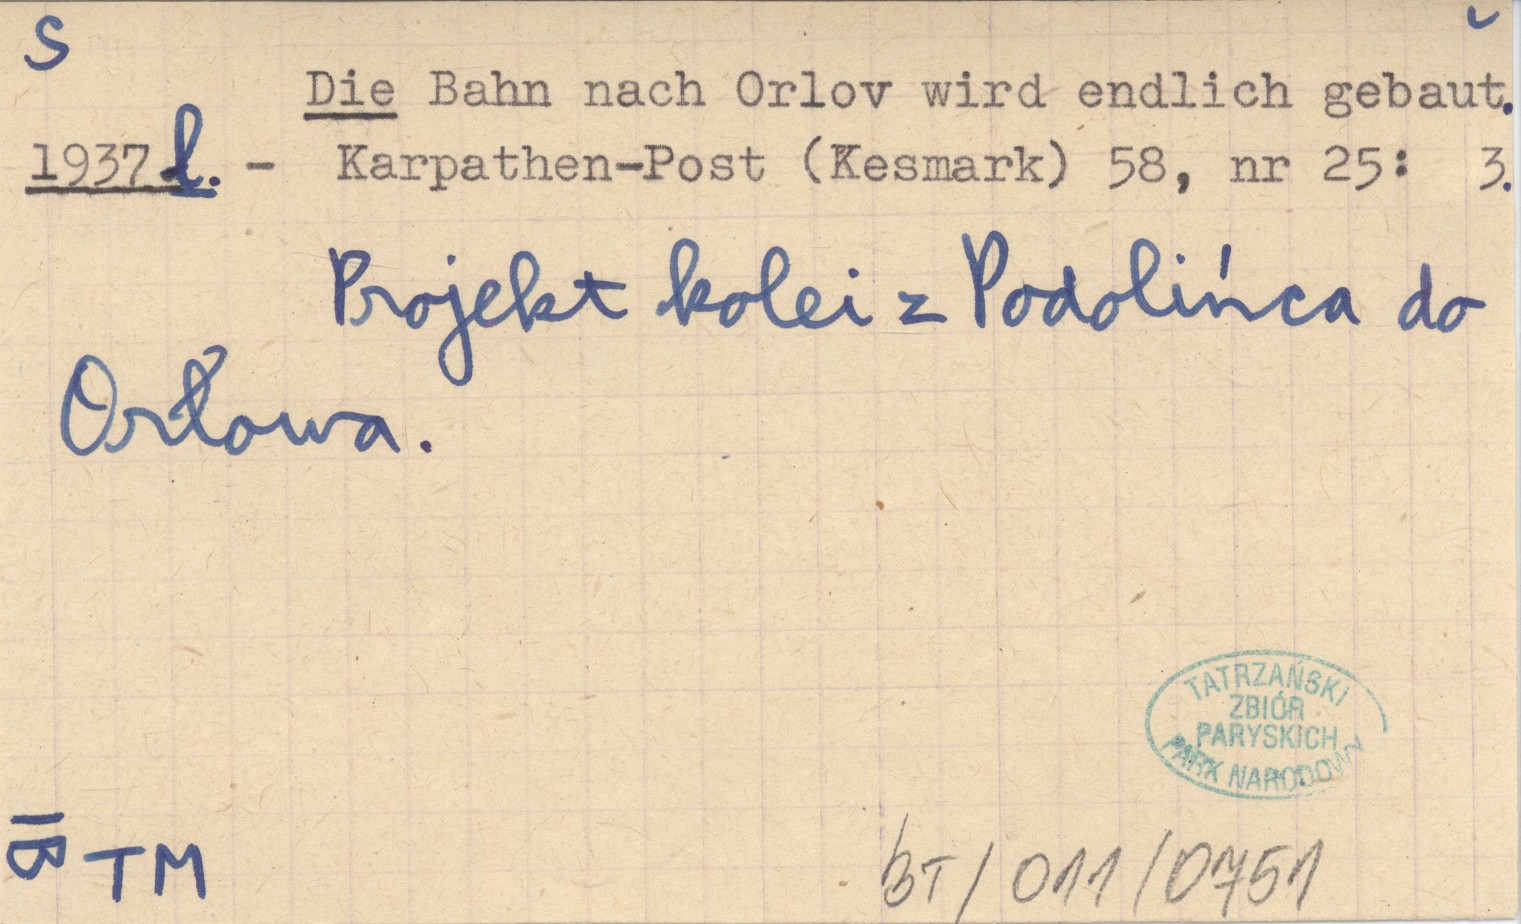 S
Die Bahn nach Orlov wird endlich gebaut.
1937 l. - Karpathen-Post (Kesmark) 58, nr 25: 3.
Projekt kolei z Podolińca do
Orłowa.
TATRZAŃSKI
ZBIÓR
PARYSKICH
PARK NARODOWY
TM
BT/011/0751